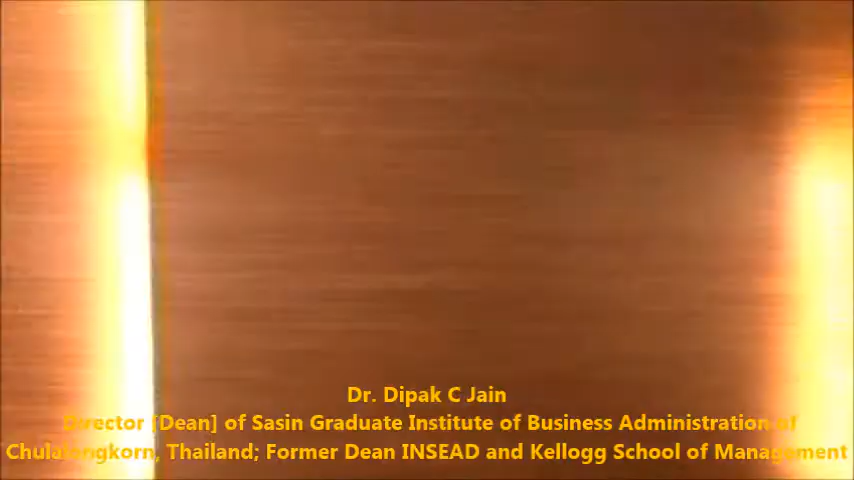 Dr. Dipak C Jain
Director [Dean] of Sasin Graduate Institute of Business Administration of
Chulalongkorn, Thailand; Former Dean INSEAD and Kellogg School of Management